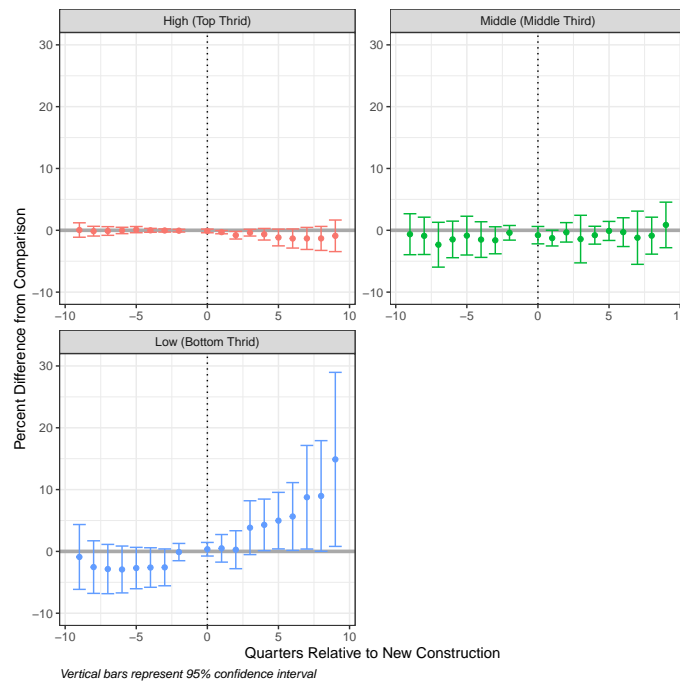 High (Top Thrid)
Middle (Middle Third)
30
20
10
0
−10
30
20
10
0
−10
−10 −5 0 5 10
−10 −5 0 5 10
Low (Bottom Thrid)
30
20
10
0
−10
−10 −5 0 5 10
Percent Difference from Comparison
Quarters Relative to New Construction
Vertical bars represent 95% confidence interval